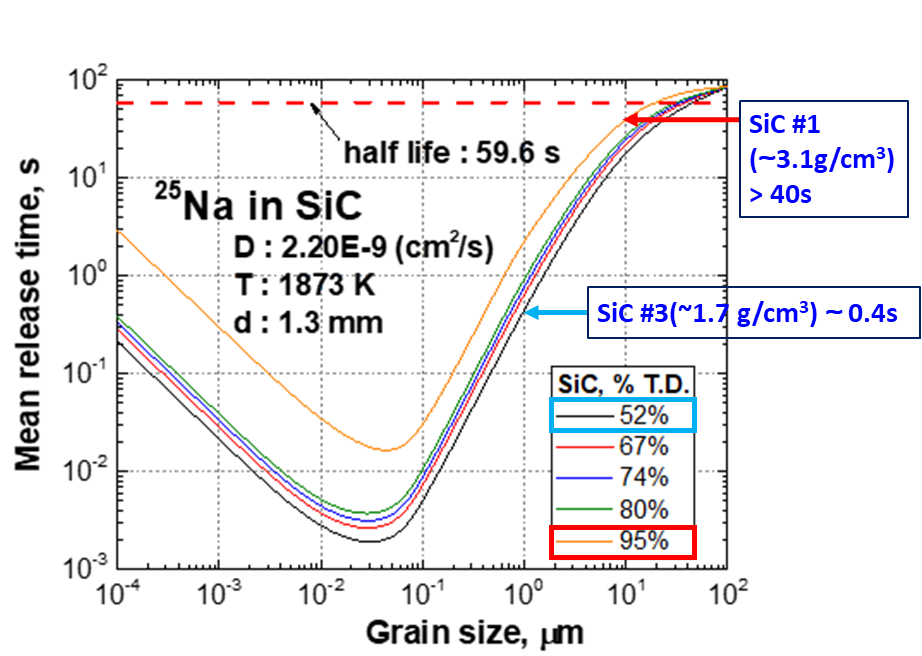 10²
10¹
10⁰
10⁻¹
10⁻²
10⁻³
Mean release time, s
half life : 59.6 s
²⁵Na in SiC
D : 2.20E-9 (cm²/s)
T : 1873 K
d : 1.3 mm
SiC #1
(~3.1g/cm³)
> 40s
SiC #3(~1.7 g/cm³) ~ 0.4s
SiC, % T.D.
52%
67%
74%
80%
95%
10⁻⁴ 10⁻³ 10⁻² 10⁻¹ 10⁰ 10¹ 10²
Grain size, μm